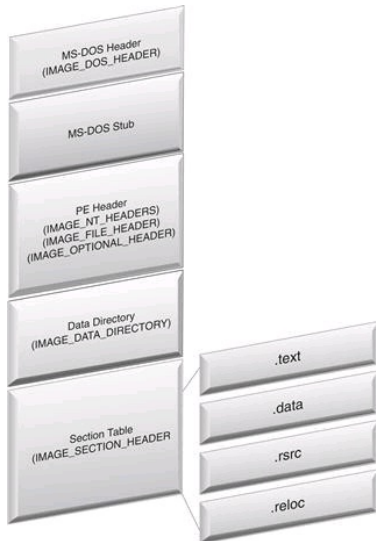 MS-DOS Header
(IMAGE_DOS_HEADER)
MS-DOS Stub
PE Header
(IMAGE_NT_HEADERS)
(IMAGE_FILE_HEADER)
(IMAGE_OPTIONAL_HEADER)
Data Directory
(IMAGE_DATA_DIRECTORY)
Section Table
(IMAGE_SECTION_HEADER
.text
.data
.rsrc
.reloc